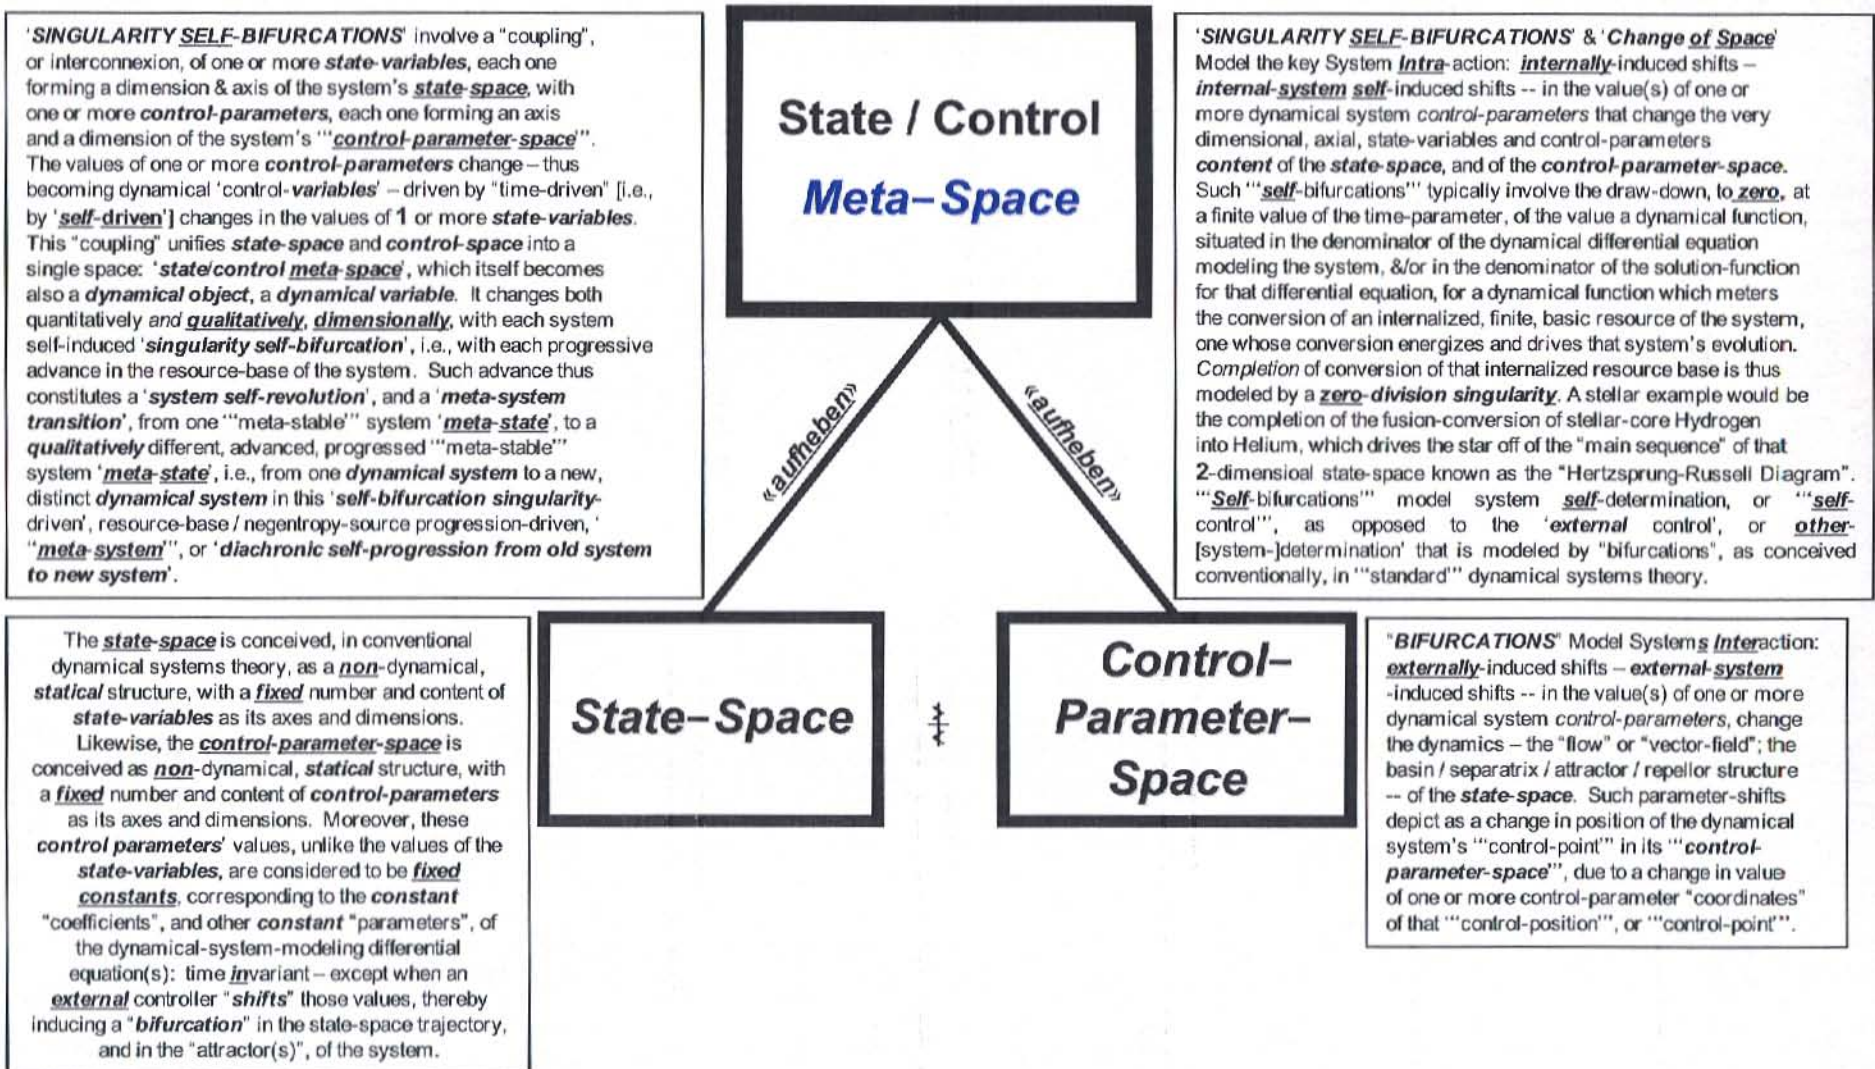 'SINGULARITY SELF-BIFURCATIONS' involve a "coupling",
or interconnexion, of one or more state-variables, each one
forming a dimension & axis of the system's state-space, with
one or more control-parameters, each one forming an axis
and a dimension of the system's '"control-parameter-space"'.
The values of one or more control-parameters change – thus
becoming dynamical 'control-variables' – driven by "time-driven" [i.e.,
by 'self-driven'] changes in the values of 1 or more state-variables.
This "coupling" unifies state-space and control-space into a
single space: 'state/control meta-space', which itself becomes
also a dynamical object, a dynamical variable. It changes both
quantitatively and qualitatively, dimensionally, with each system
self-induced 'singularity self-bifurcation', i.e., with each progressive
advance in the resource-base of the system. Such advance thus
constitutes a 'system self-revolution', and a 'meta-system
transition', from one '"meta-stable"' system 'meta-state', to a
qualitatively different, advanced, progressed '"meta-stable"'
system 'meta-state', i.e., from one dynamical system to a new,
distinct dynamical system in this 'self-bifurcation singularity-
driven', resource-base / negentropy-source progression-driven, '
"meta-system"', or 'diachronic self-progression from old system
to new system'.
State / Control
Meta–Space
'SINGULARITY SELF-BIFURCATIONS' & 'Change of Space'
Model the key System Intra-action: internally-induced shifts –
internal-system self-induced shifts -- in the value(s) of one or
more dynamical system control-parameters that change the very
dimensional, axial, state-variables and control-parameters
content of the state-space, and of the control-parameter-space.
Such '"self-bifurcations"' typically involve the draw-down, to zero, at
a finite value of the time-parameter, of the value a dynamical function,
situated in the denominator of the dynamical differential equation
modeling the system, &/or in the denominator of the solution-function
for that differential equation, for a dynamical function which meters
the conversion of an internalized, finite, basic resource of the system,
one whose conversion energizes and drives that system's evolution.
Completion of conversion of that internalized resource base is thus
modeled by a zero-division singularity. A stellar example would be
the completion of the fusion-conversion of stellar-core Hydrogen
into Helium, which drives the star off of the "main sequence" of that
2-dimensioal state-space known as the "Hertzsprung-Russell Diagram".
'"Self-bifurcations"' model system self-determination, or '"self-
control"', as opposed to the 'external control', or other-
[system-]determination' that is modeled by "bifurcations", as conceived
conventionally, in '"standard"' dynamical systems theory.
«aufheben»
«aufheben»
The state-space is conceived, in conventional
dynamical systems theory, as a non-dynamical,
statical structure, with a fixed number and content of
state-variables as its axes and dimensions.
Likewise, the control-parameter-space is
conceived as non-dynamical, statical structure, with
a fixed number and content of control-parameters
as its axes and dimensions. Moreover, these
control parameters' values, unlike the values of the
state-variables, are considered to be fixed
constants, corresponding to the constant
"coefficients", and other constant "parameters", of
the dynamical-system-modeling differential
equation(s): time invariant – except when an
external controller "shifts" those values, thereby
inducing a "bifurcation" in the state-space trajectory,
and in the "attractor(s)", of the system.
State–Space
Control–
Parameter–
Space
"BIFURCATIONS" Model Systems Interaction:
externally-induced shifts – external-system
-induced shifts -- in the value(s) of one or more
dynamical system control-parameters, change
the dynamics – the "flow" or "vector-field"; the
basin / separatrix / attractor / repellor structure
-- of the state-space. Such parameter-shifts
depict as a change in position of the dynamical
system's '"control-point"' in its '"control-
parameter-space"', due to a change in value
of one or more control-parameter "coordinates"
of that '"control-position"', or '"control-point"'.